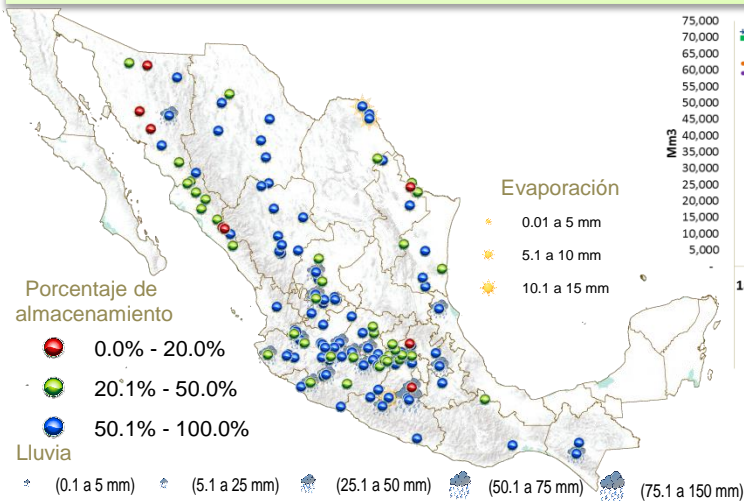 75,000
70,000
65,000
60,000
55,000
50,000
45,000
40,000
35,000
30,000
25,000
20,000
15,000
10,000
5,000
Mm3
Evaporación
0.01 a 5 mm
5.1 a 10 mm
10.1 a 15 mm
Porcentaje de
almacenamiento
0.0% - 20.0%
20.1% - 50.0%
50.1% - 100.0%
Lluvia
(0.1 a 5 mm) (5.1 a 25 mm) (25.1 a 50 mm) (50.1 a 75 mm) (75.1 a 150 mm)